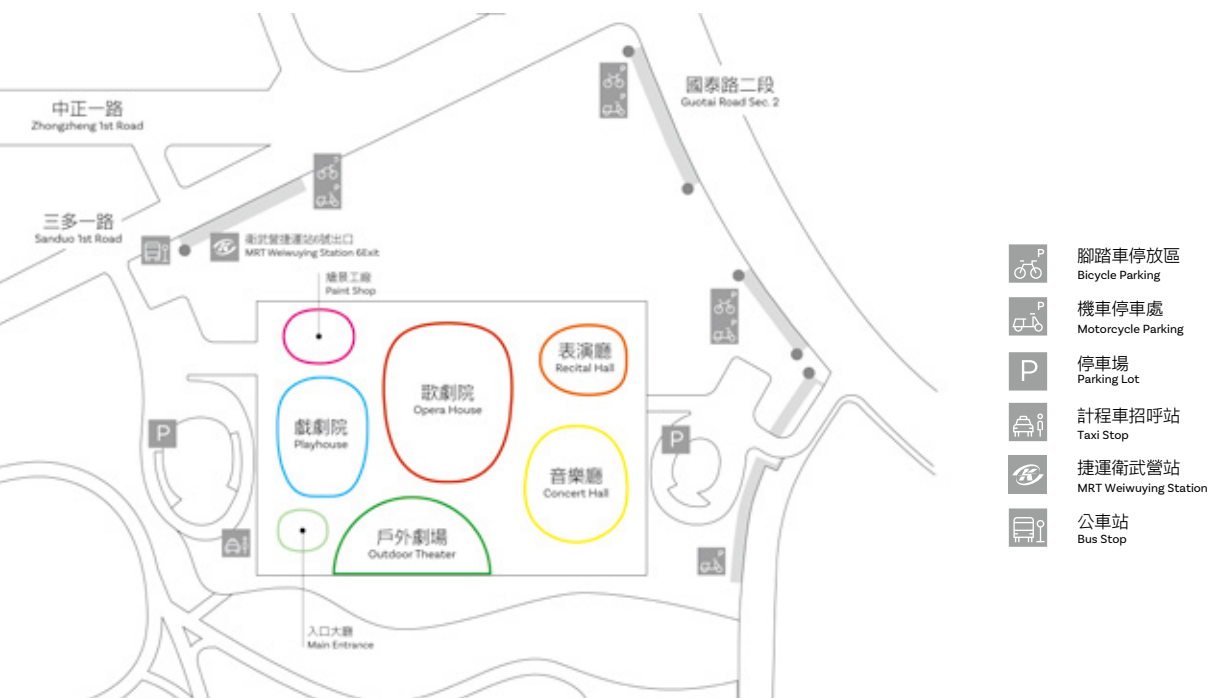 國泰路二段
Guotai Road Sec. 2
中正一路
Zhongzheng 1st Road
三多一路
Sanduo 1st Road
衛武營捷運站6號出口
MRT Weiwuying Station 6Exit
繪景工廠
Paint Shop
表演廳
Recital Hall
歌劇院
Opera House
戲劇院
Playhouse
音樂廳
Concert Hall
戶外劇場
Outdoor Theater
入口大廳
Main Entrance
P
P
P
P
P
P
P
P
P
P
P
腳踏車停放區
Bicycle Parking
P
機車停車處
Motorcycle Parking
P
停車場
Parking Lot
計程車招呼站
Taxi Stop
捷運衛武營站
MRT Weiwuying Station
公車站
Bus Stop